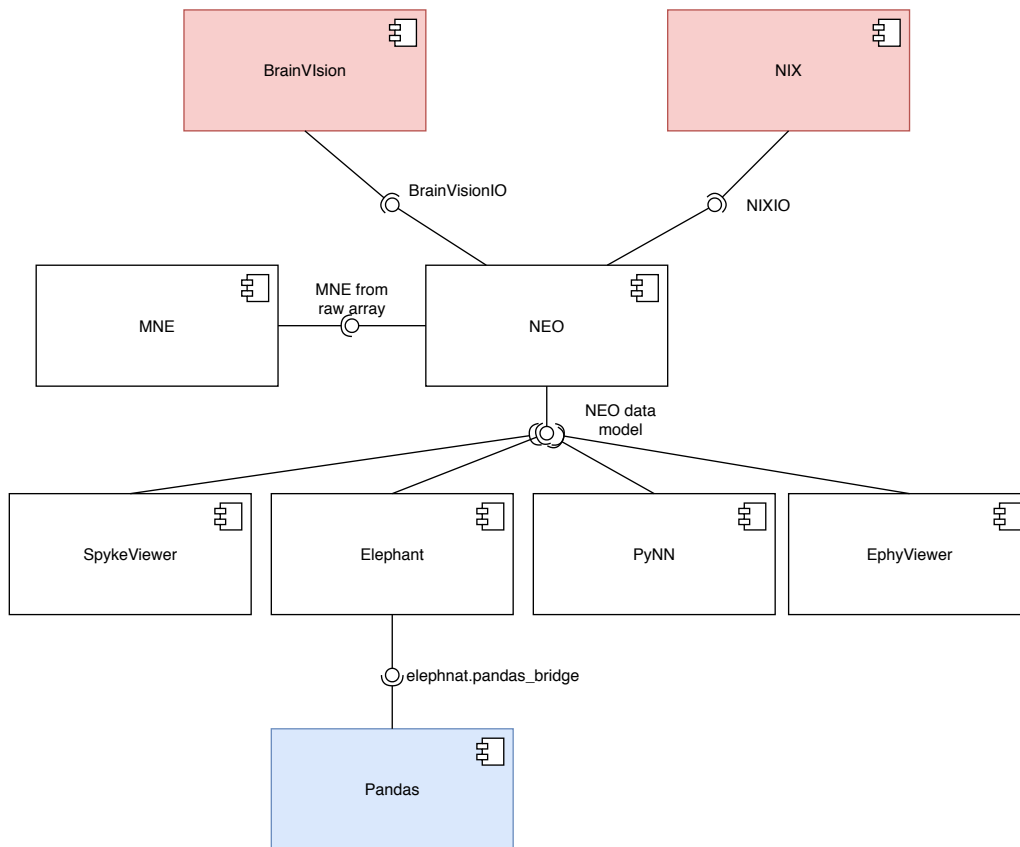 BrainVIsion
NIX
BrainVisionIO
NIXIO
MNE from
raw array
MNE
NEO
NEO data
model
SpykeViewer
Elephant
PyNN
EphyViewer
elephnat.pandas_bridge
Pandas